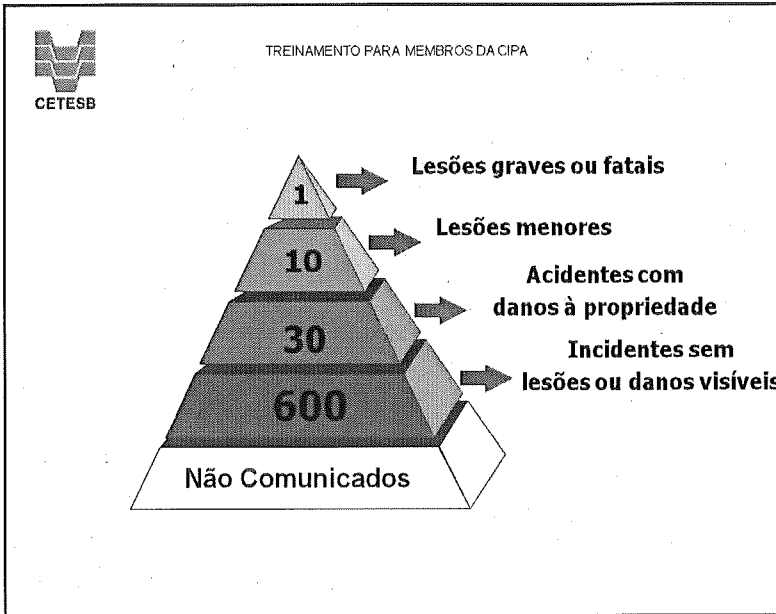 TREINAMENTO PARA MEMBROS DA CIPA
CETESB
1
Lesões graves ou fatais
10
Lesões menores
30
Acidentes com
danos à propriedade
600
Incidentes sem
lesões ou danos visíveis
Não Comunicados